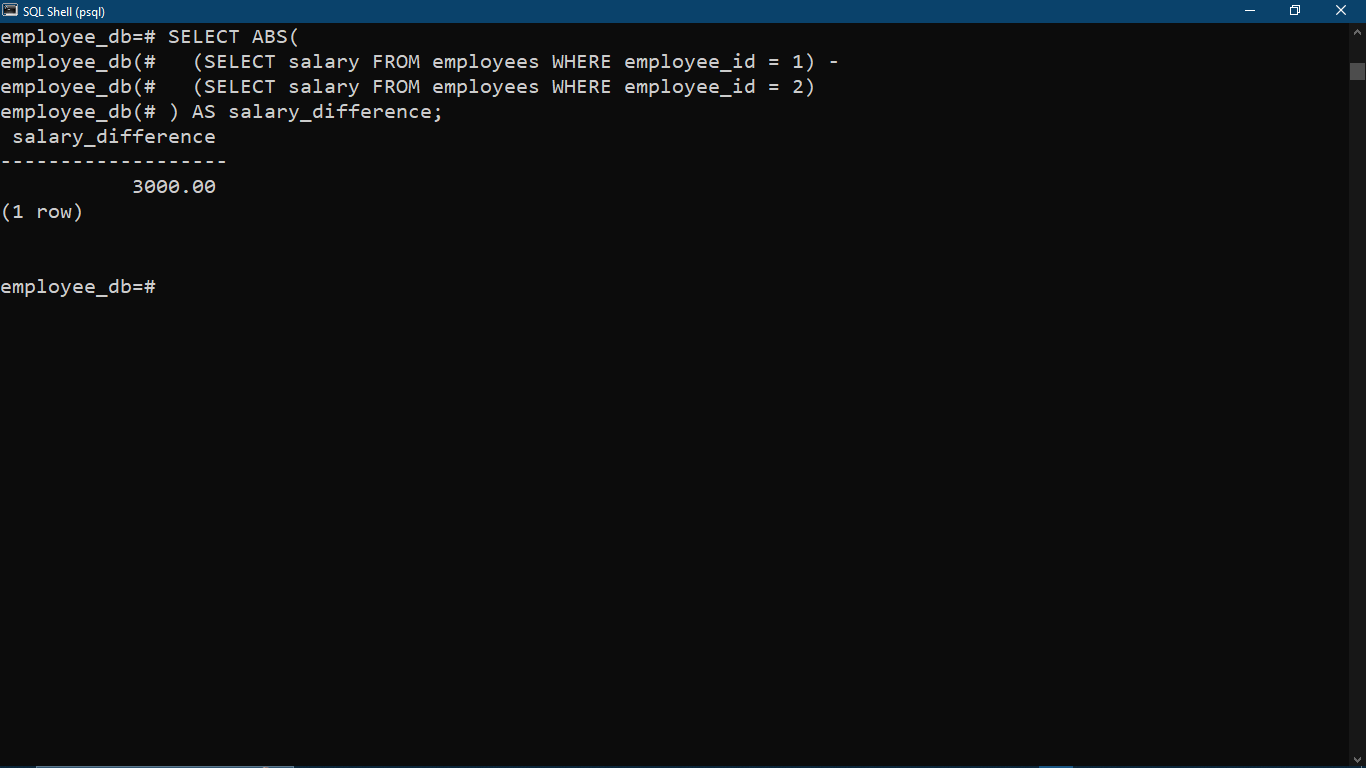 SQL Shell (psql)
employee_db=# SELECT ABS(
employee_db(#   (SELECT salary FROM employees WHERE employee_id = 1) -
employee_db(#   (SELECT salary FROM employees WHERE employee_id = 2)
employee_db(# ) AS salary_difference;
 salary_difference
-------------------
           3000.00
(1 row)
employee_db=#